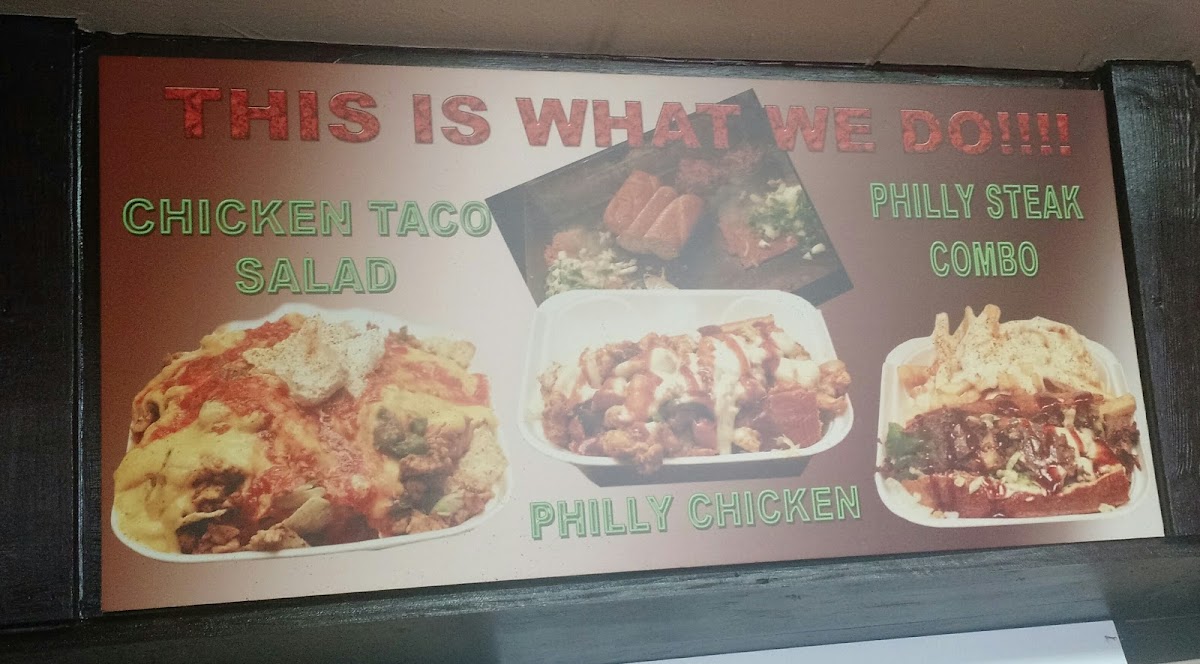 THIS IS WHAT WE DO!!!!
CHICKEN TACO
SALAD
PHILLY STEAK
COMBO
PHILLY CHICKEN